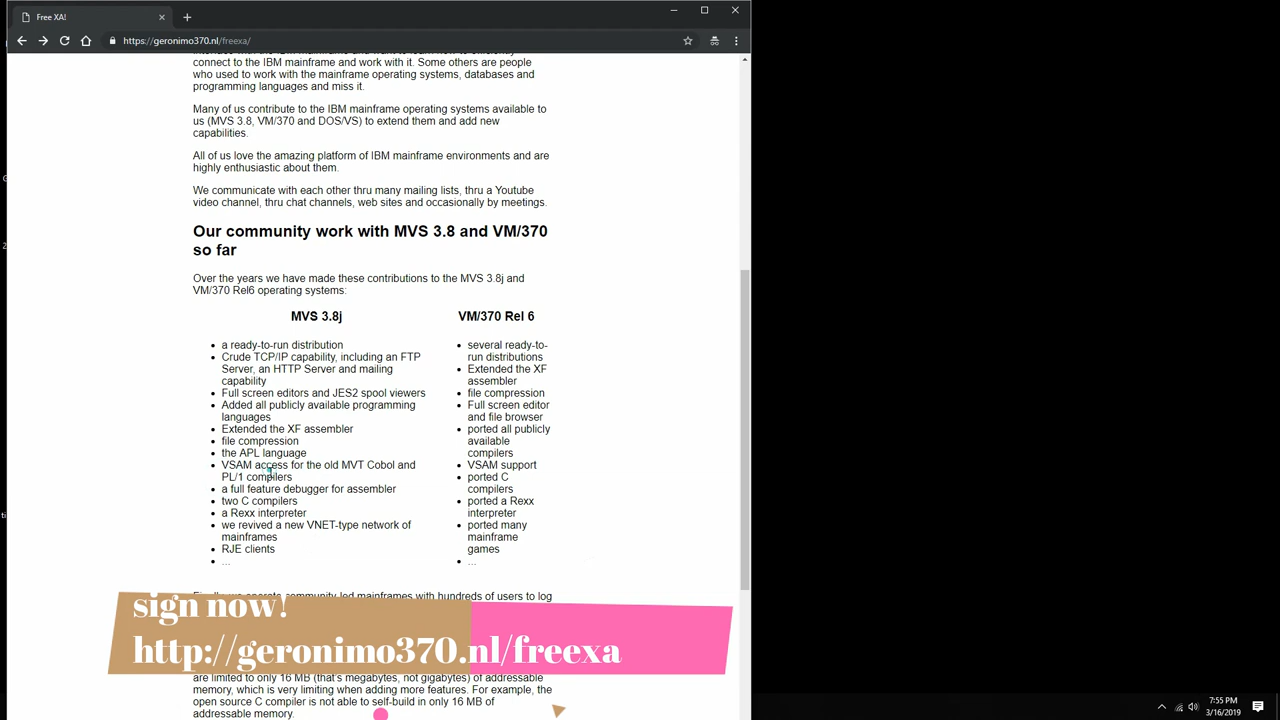 Free XA!
https://geronimo370.nl/freexa/
connect to the IBM mainframe and work with it. Some others are people
who used to work with the mainframe operating systems, databases and
programming languages and miss it.
Many of us contribute to the IBM mainframe operating systems available to
us (MVS 3.8, VM/370 and DOS/VS) to extend them and add new
capabilities.
All of us love the amazing platform of IBM mainframe environments and are
highly enthusiastic about them.
We communicate with each other thru many mailing lists, thru a Youtube
video channel, thru chat channels, web sites and occasionally by meetings.
Our community work with MVS 3.8 and VM/370
so far
Over the years we have made these contributions to the MVS 3.8j and
VM/370 Rel6 operating systems:
MVS 3.8j
a ready-to-run distribution
Crude TCP/IP capability, including an FTP
Server, an HTTP Server and mailing
capability
Full screen editors and JES2 spool viewers
Added all publicly available programming
languages
Extended the XF assembler
file compression
the APL language
VSAM access for the old MVT Cobol and
PL/1 compilers
a full feature debugger for assembler
two C compilers
a Rexx interpreter
we revived a new VNET-type network of
mainframes
RJE clients
...
VM/370 Rel 6
several ready-to-
run distributions
Extended the XF
assembler
file compression
Full screen editor
and file browser
ported all publicly
available
compilers
VSAM support
ported C
compilers
ported a Rexx
interpreter
ported many
mainframe
games
...
Finally we operate community led mainframes with hundreds of users to log
sign now!
http://geronimo370.nl/freexa
are limited to only 16 MB (that's megabytes, not gigabytes) of addressable
memory, which is very limiting when adding more features. For example, the
open source C compiler is not able to self-build in only 16 MB of
addressable memory.
7:55 PM
3/16/2019